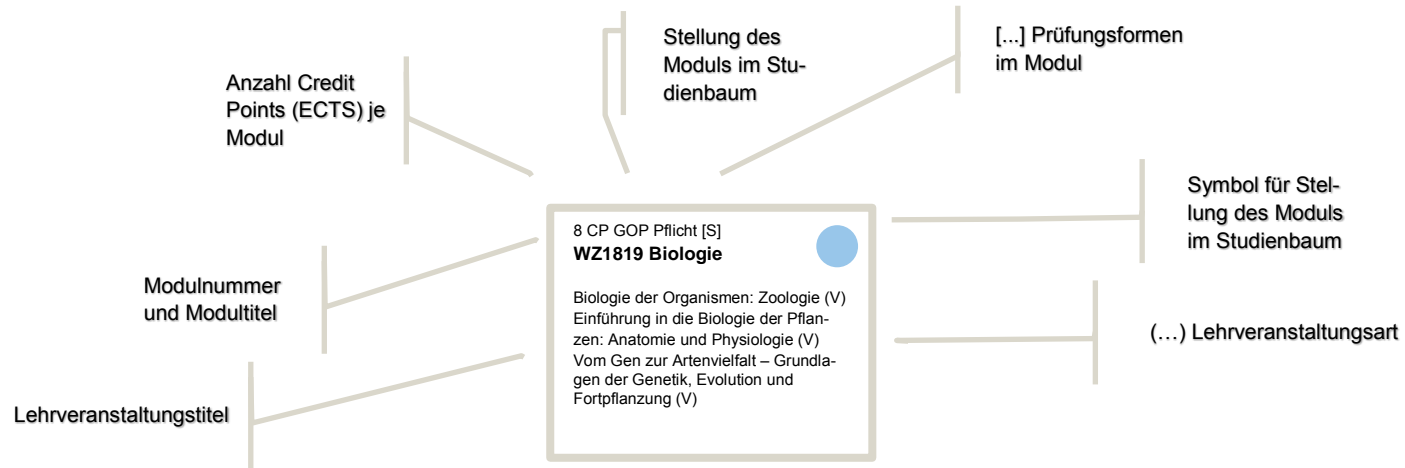 Stellung des
Moduls im Stu-
dienbaum
[...] Prüfungsformen
im Modul
Anzahl Credit
Points (ECTS) je
Modul
Symbol für Stel-
lung des Moduls
im Studienbaum
8 CP GOP Pflicht [S]
WZ1819 Biologie
Biologie der Organismen: Zoologie (V)
Einführung in die Biologie der Pflan-
zen: Anatomie und Physiologie (V)
Vom Gen zur Artenvielfalt – Grundla-
gen der Genetik, Evolution und
Fortpflanzung (V)
Modulnummer
und Modultitel
(…) Lehrveranstaltungsart
Lehrveranstaltungstitel